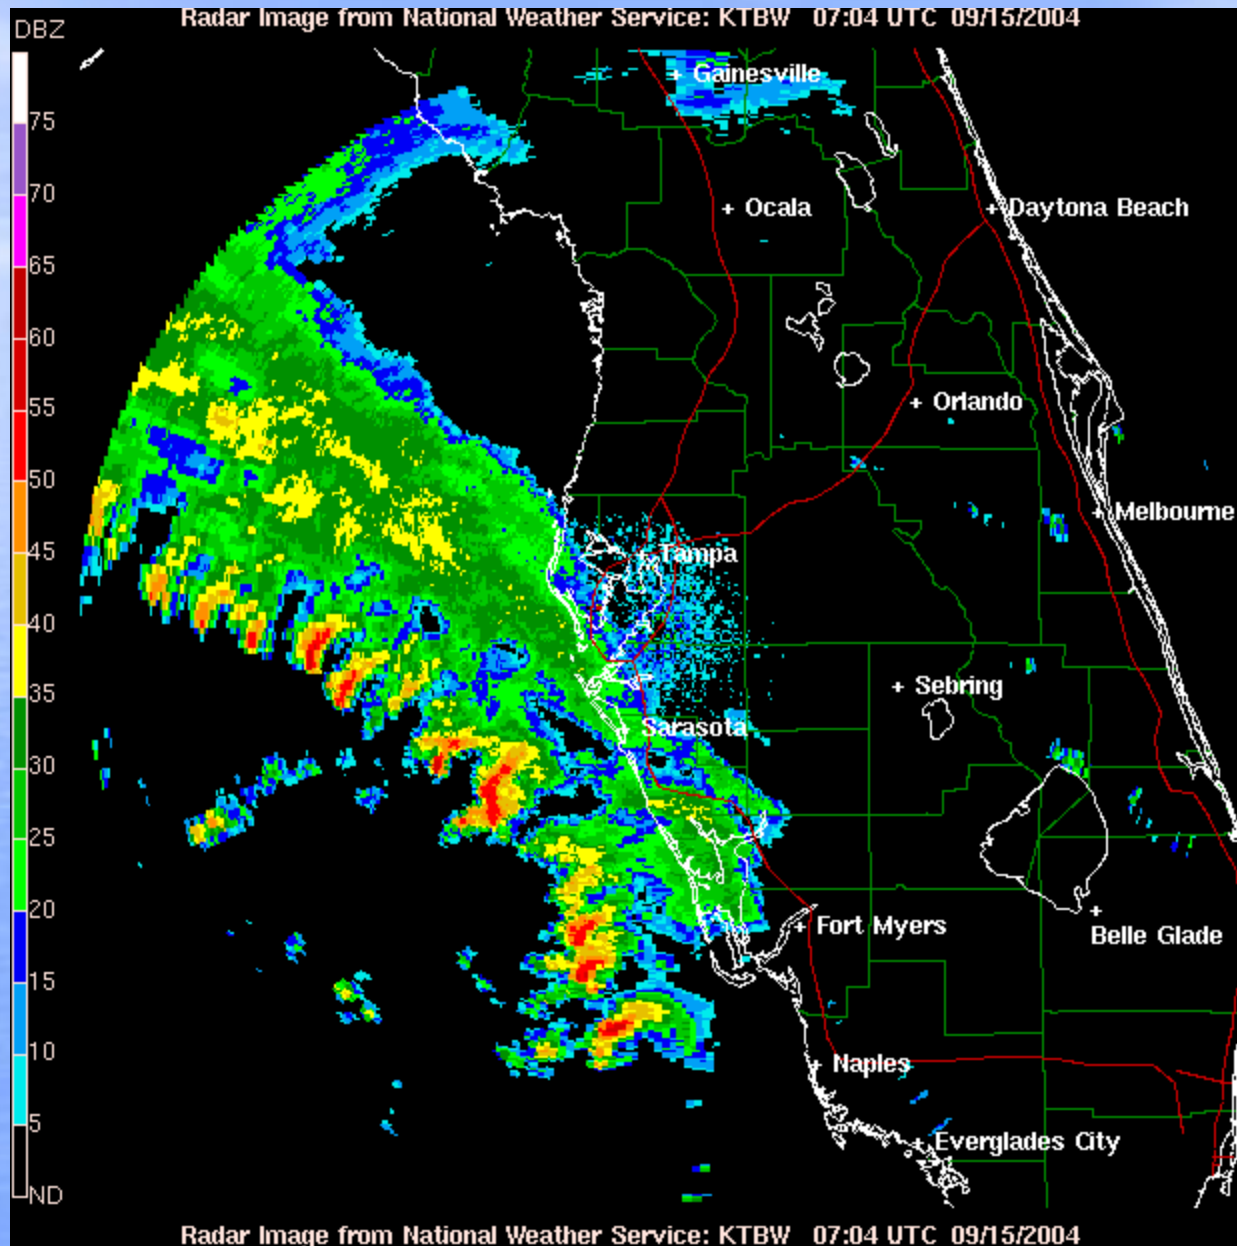 Radar Image from National Weather Service: KTBW 07:04 UTC 09/15/2004
DBZ
Gainesville
75
70
Ocala
Daytona Beach
65
60
55
Orlando
50
Melbourne
45
Tampa
40
Sebring
35
Sarasota
30
25
20
Fort Myers
Belle Glade
15
10
Naples
5
Everglades City
ND
Radar Image from National Weather Service: KTBW 07:04 UTC 09/15/2004